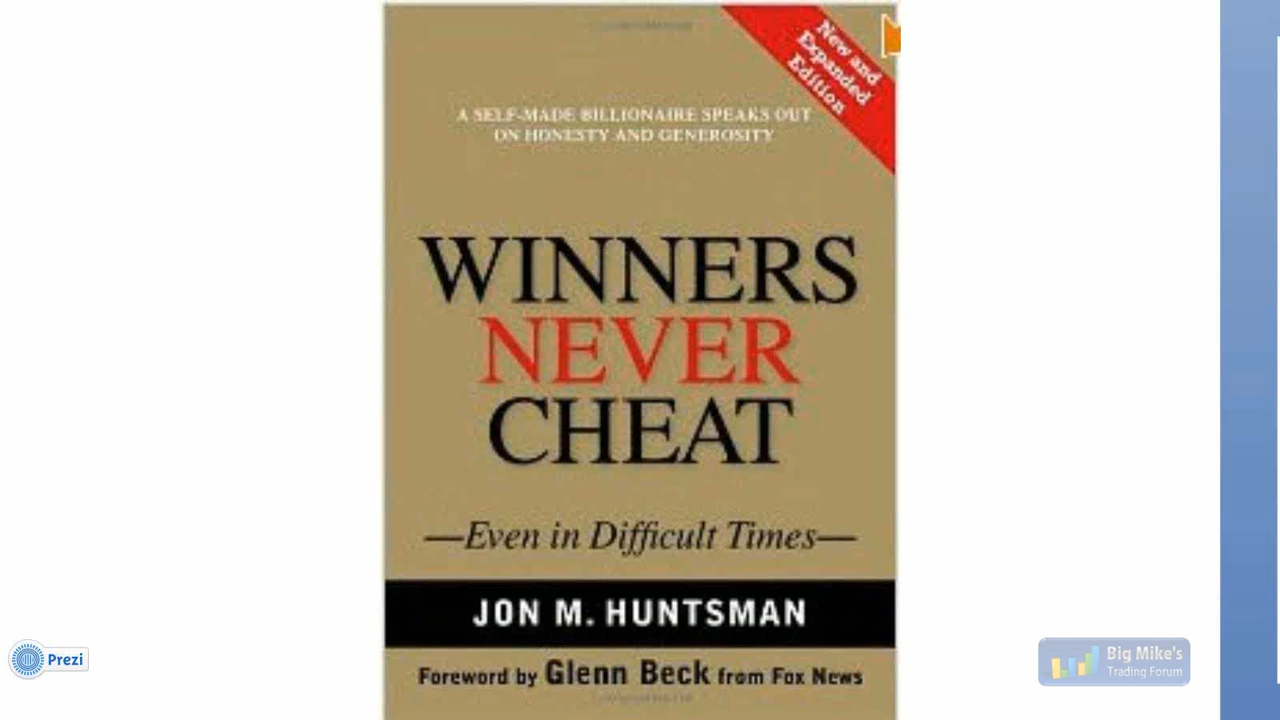 New and
Expanded
Edition
A SELF-MADE BILLIONAIRE SPEAKS OUT
ON HONESTY AND GENEROSITY
WINNERS
NEVER
CHEAT
—Even in Difficult Times—
JON M. HUNTSMAN
Foreword by Glenn Beck from Fox News
Prezi
Big Mike's
Trading Forum